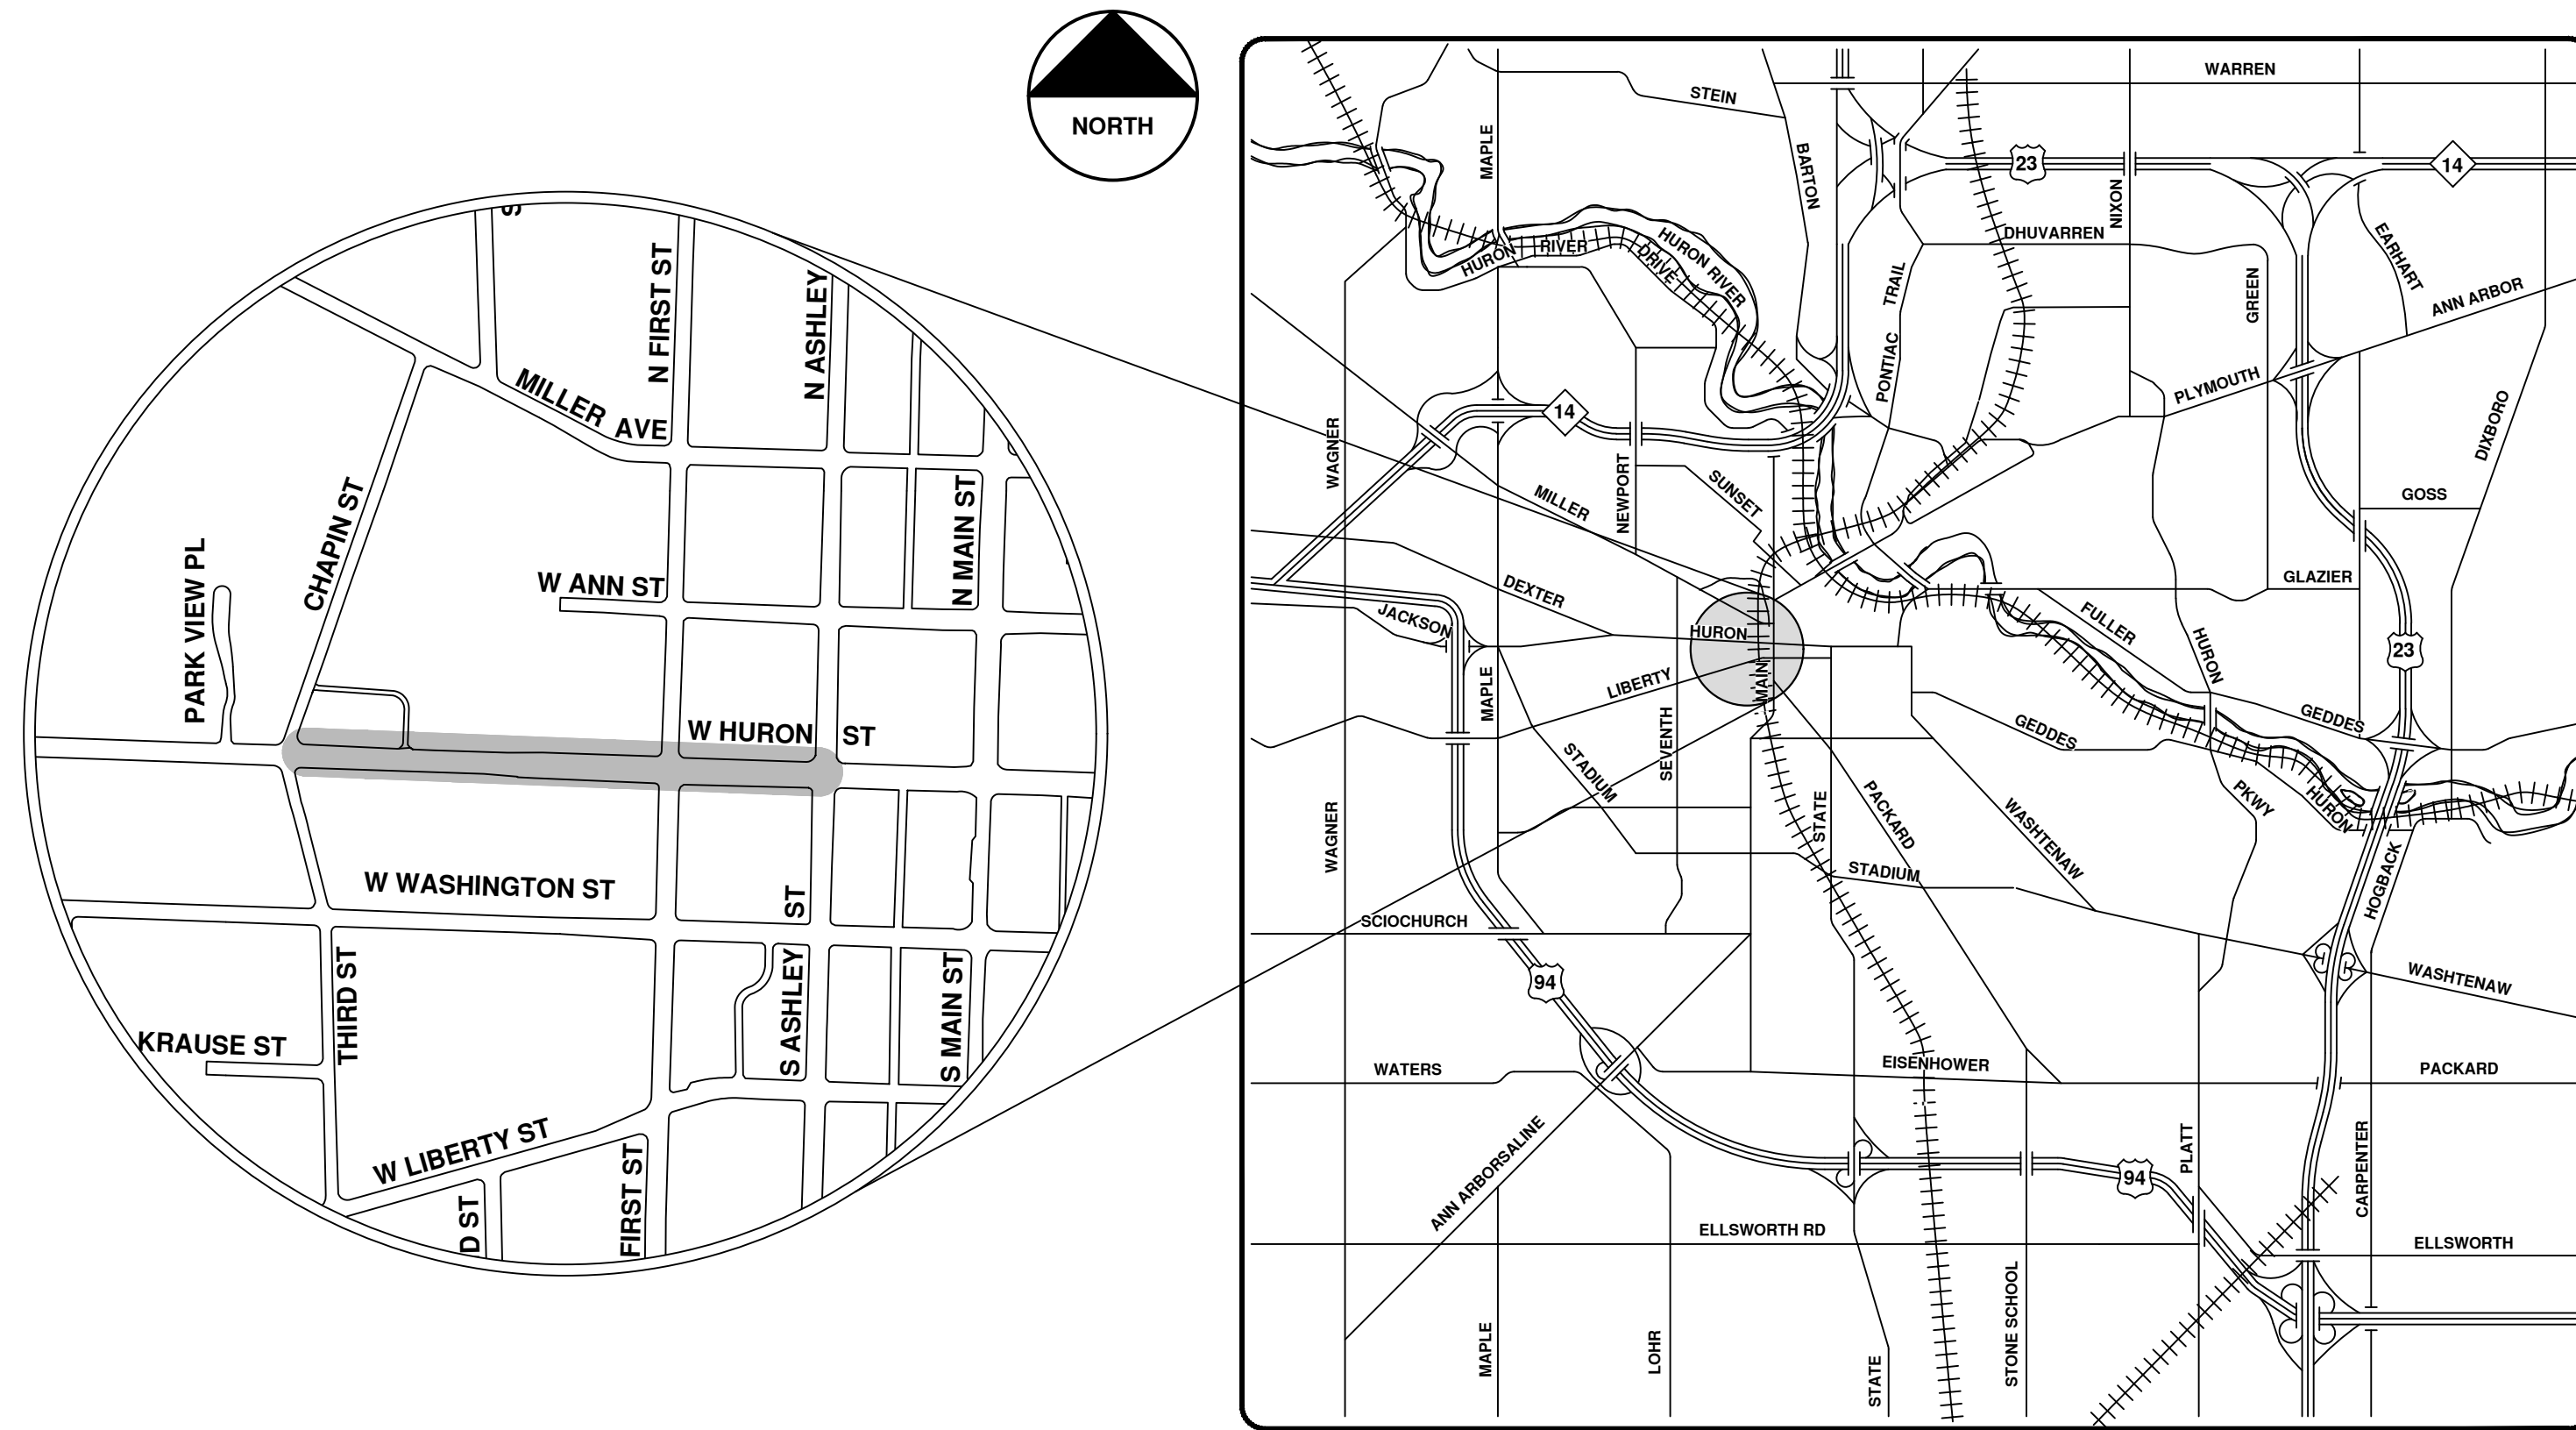 NORTH
S
N FIRST ST
N ASHLEY
MILLER AVE
CHAPIN ST
N MAIN ST
PARK VIEW PL
W ANN ST
W HURON ST
W WASHINGTON ST
ST
THIRD ST
S ASHLEY
S MAIN ST
KRAUSE ST
W LIBERTY ST
D ST
FIRST ST
WARREN
STEIN
MAPLE
BARTON
23
14
NIXON
DHUVARREN
EARHART
HURON RIVER DRIVE
HURON RIVER
TRAIL
GREEN
ANN ARBOR
PONTIAC
PLYMOUTH
14
WAGNER
DIXBORO
NEWPORT
SUNSET
MILLER
GOSS
DEXTER
GLAZIER
JACKSON
FULLER
HURON
HURON
23
MAIN
LIBERTY
MAPLE
GEDDES
GEDDES
SEVENTH
STADIUM
STATE
PACKARD
WASHTENAW
PKWY
HURON
WAGNER
STADIUM
HOGBACK
SCIOCHURCH
94
WASHTENAW
WATERS
EISENHOWER
PACKARD
ANN ARBORSALINE
PLATT
CARPENTER
94
ELLSWORTH RD
ELLSWORTH
MAPLE
LOHR
STATE
STONE SCHOOL